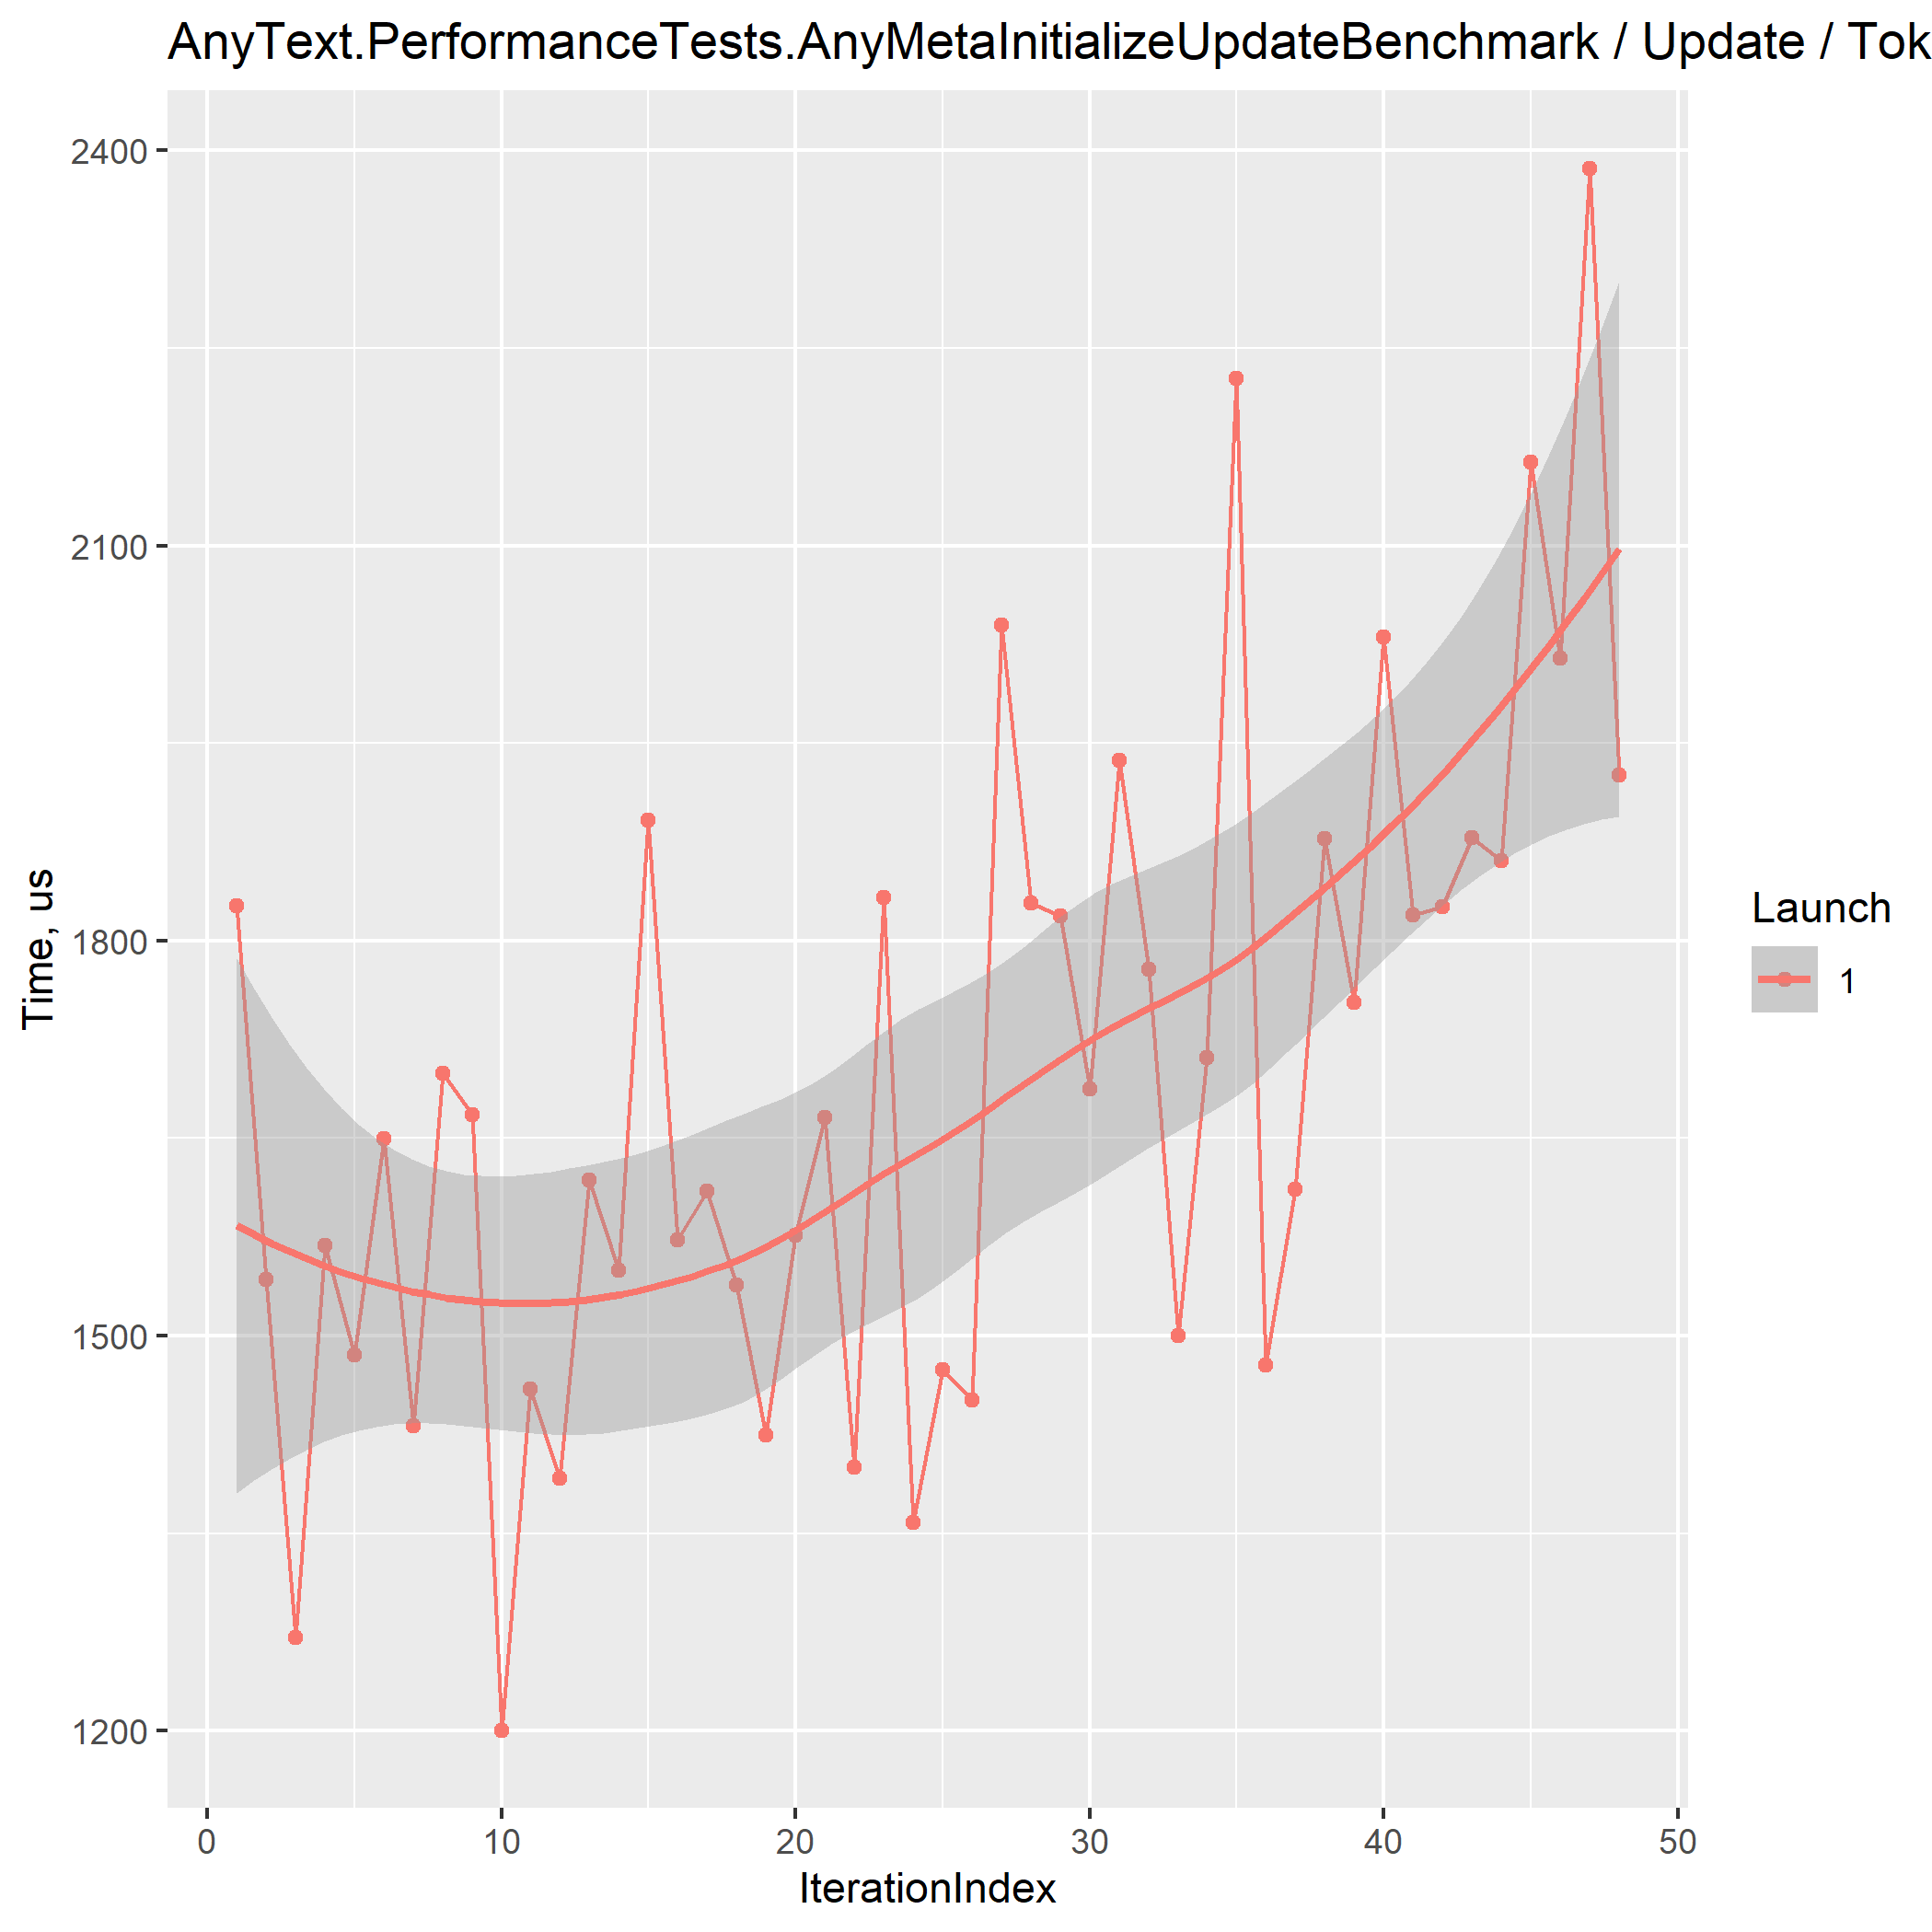 AnyText.PerformanceTests.AnyMetaInitializeUpdateBenchmark / Update / Tok
2400
2100
1800
1500
1200
Time, us
0 10 20 30 40 50
IterationIndex
Launch
1